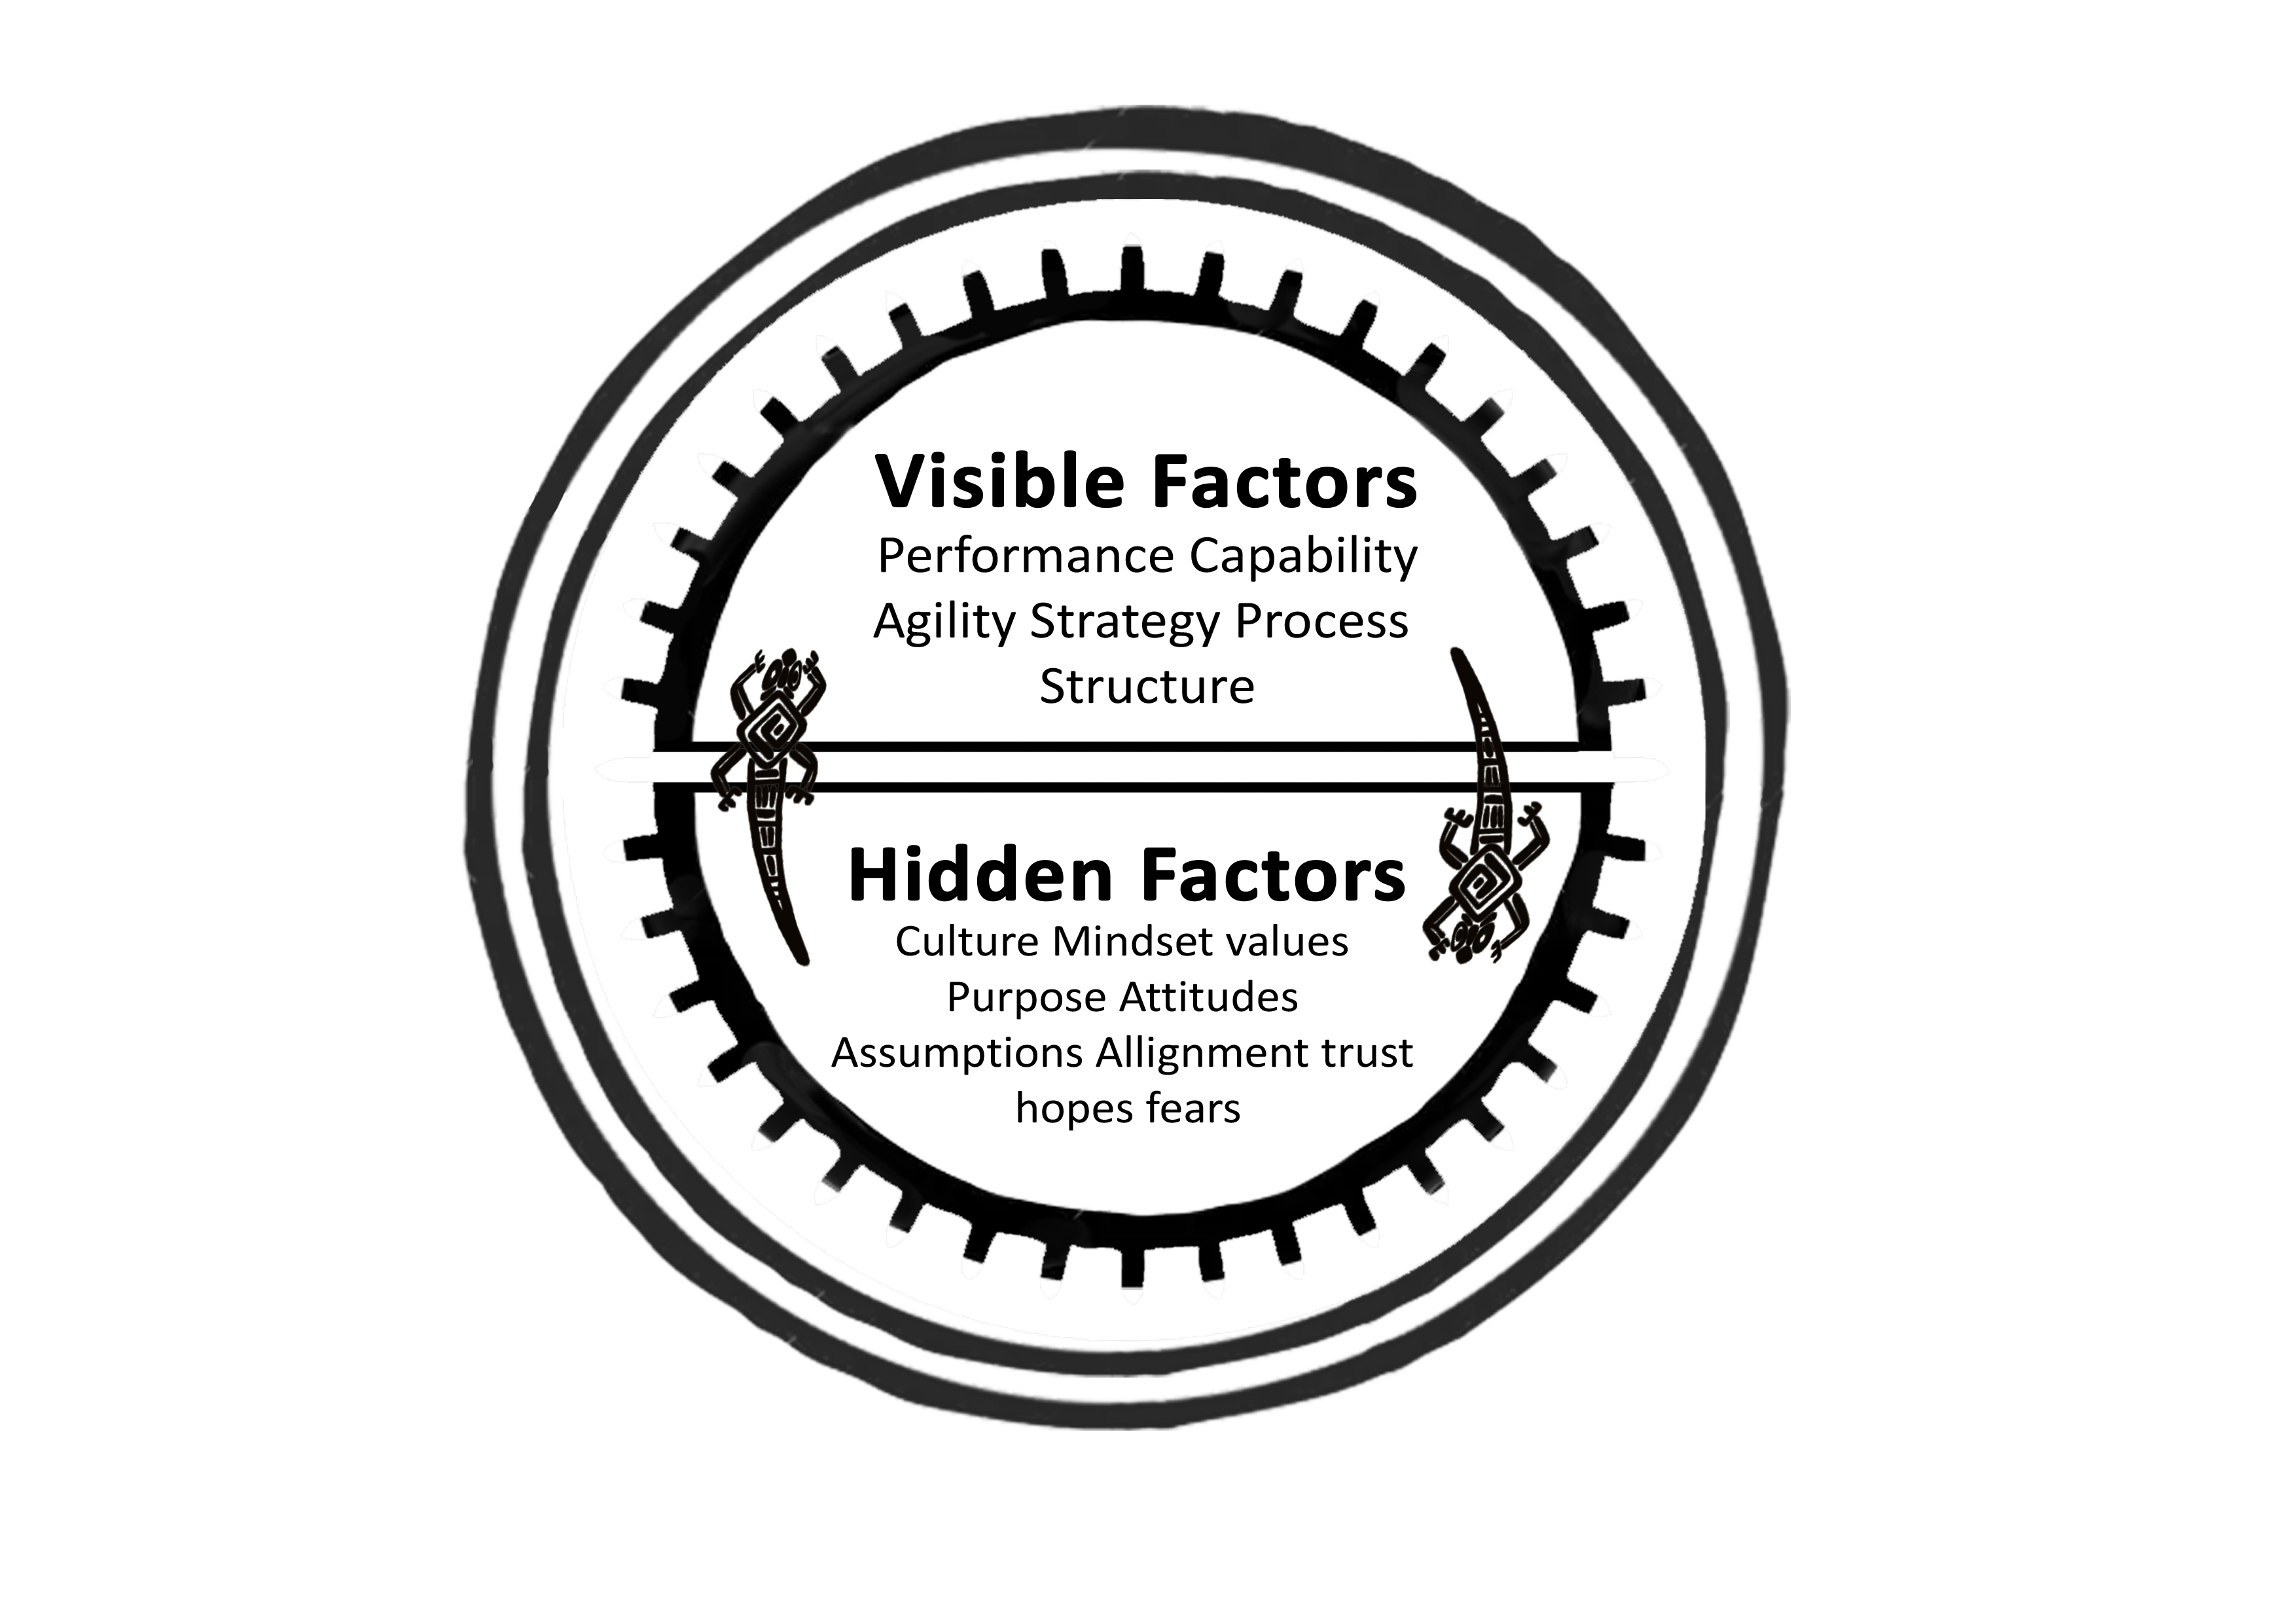 Visible Factors
Performance Capability
Agility Strategy Process
Structure
Hidden Factors
Culture Mindset values
Purpose Attitudes
Assumptions Allignment trust
hopes fears